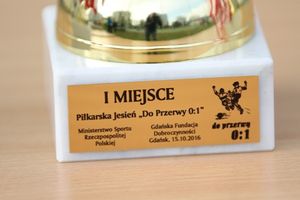 I MIEJSCE
Piłkarska Jesień „Do Przerwy 0:1"
Ministerstwo Sportu
Rzeczpospolitej
Polskiej
Gdańska Fundacja
Dobroczynności
Gdańsk, 15.10.2016
do przerwy
0:1